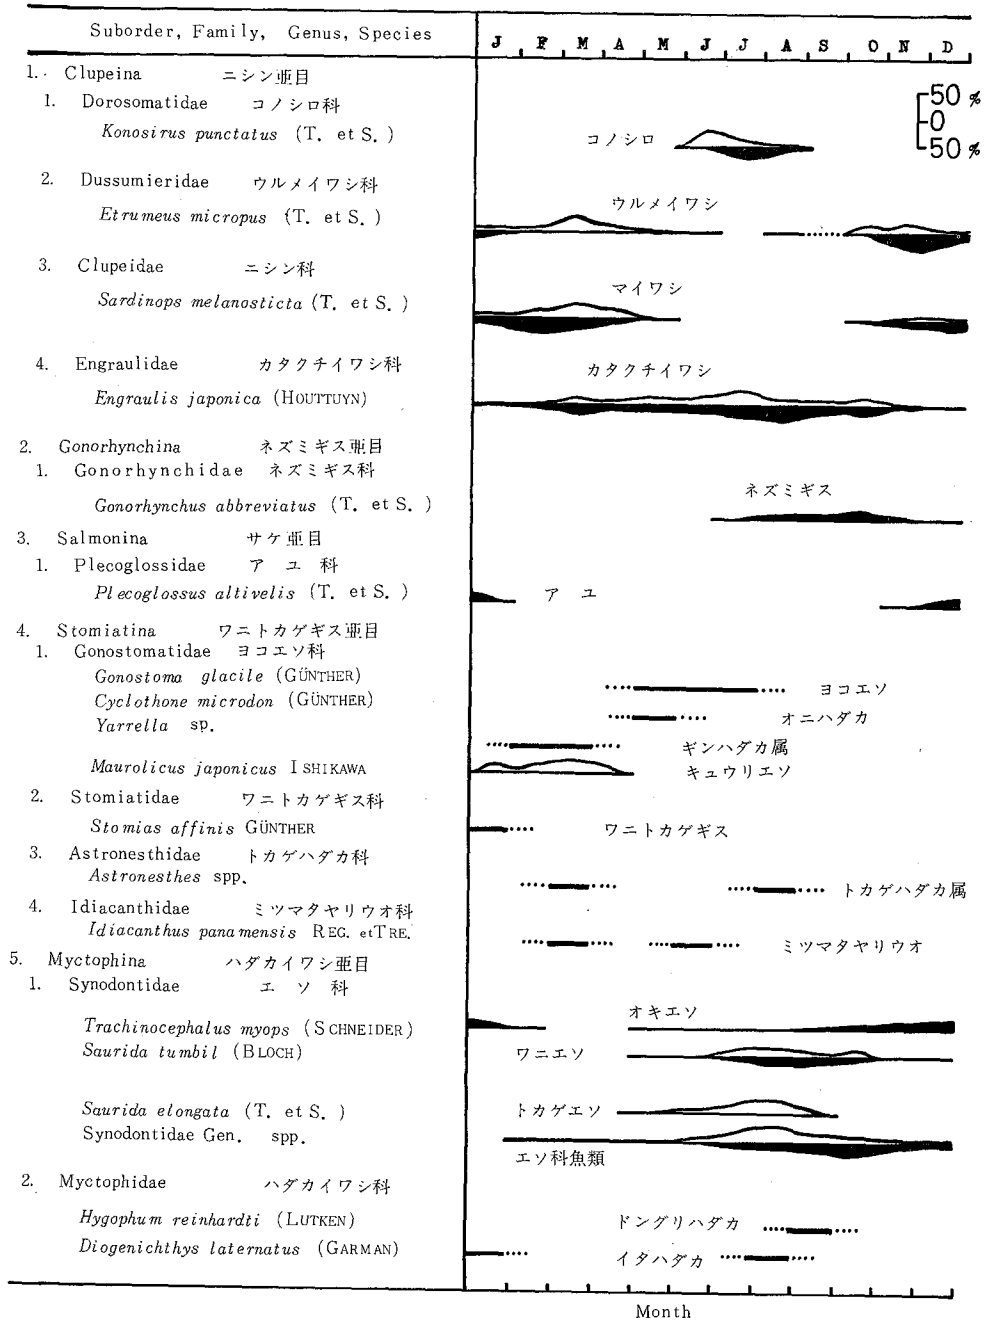 Suborder, Family, Genus, Species J F M A M J J A S O N D
1. Clupeina ニシン亜目
50 %
0
50 %
1. Dorosomatidae コノシロ科
Konosirus punctatus (T. et S. ) コノシロ
2. Dussumieridae ウルメイワシ科
Etrumeus micropus (T. et S. ) ウルメイワシ
3. Clupeidae ニシン科
Sardinops melanosticta (T. et S. ) マイワシ
4. Engraulidae カタクチイワシ科
Engraulis japonica (HOUTTUYN) カタクチイワシ
2. Gonorhynchina ネズミギス亜目
1. Gonorhynchidae ネズミギス科
Gonorhynchus abbreviatus (T. et S. ) ネズミギス
3. Salmonina サケ亜目
1. Plecoglossidae ア ユ 科
Plecoglossus altivelis (T. et S. ) ア ユ
4. Stomiatina ワニトカゲギス亜目
1. Gonostomatidae ヨコエソ科
Gonostoma glacile (GÜNTHER) ヨコエソ
Cyclothone microdon (GÜNTHER) オニハダカ
Yarrella sp. ギンハダカ属
Maurolicus japonicus ISHIKAWA キュウリエソ
2. Stomiatidae ワニトカゲギス科
Stomias affinis GÜNTHER ワニトカゲギス
3. Astronesthidae トカゲハダカ科
Astronesthes spp. トカゲハダカ属
4. Idiacanthidae ミツマタヤリウオ科
Idiacanthus panamensis REG. et TRE. ミツマタヤリウオ
5. Myctophina ハダカイワシ亜目
1. Synodontidae エ ソ 科
Trachinocephalus myops (SCHNEIDER) オキエソ
Saurida tumbil (BLOCH) ワニエソ
Saurida elongata (T. et S. ) トカゲエソ
Synodontidae Gen. spp. エソ科魚類
2. Myctophidae ハダカイワシ科
Hygophum reinhardti (LUTKEN) ドングリハダカ
Diogenichthys laternatus (GARMAN) イタハダカ
Month